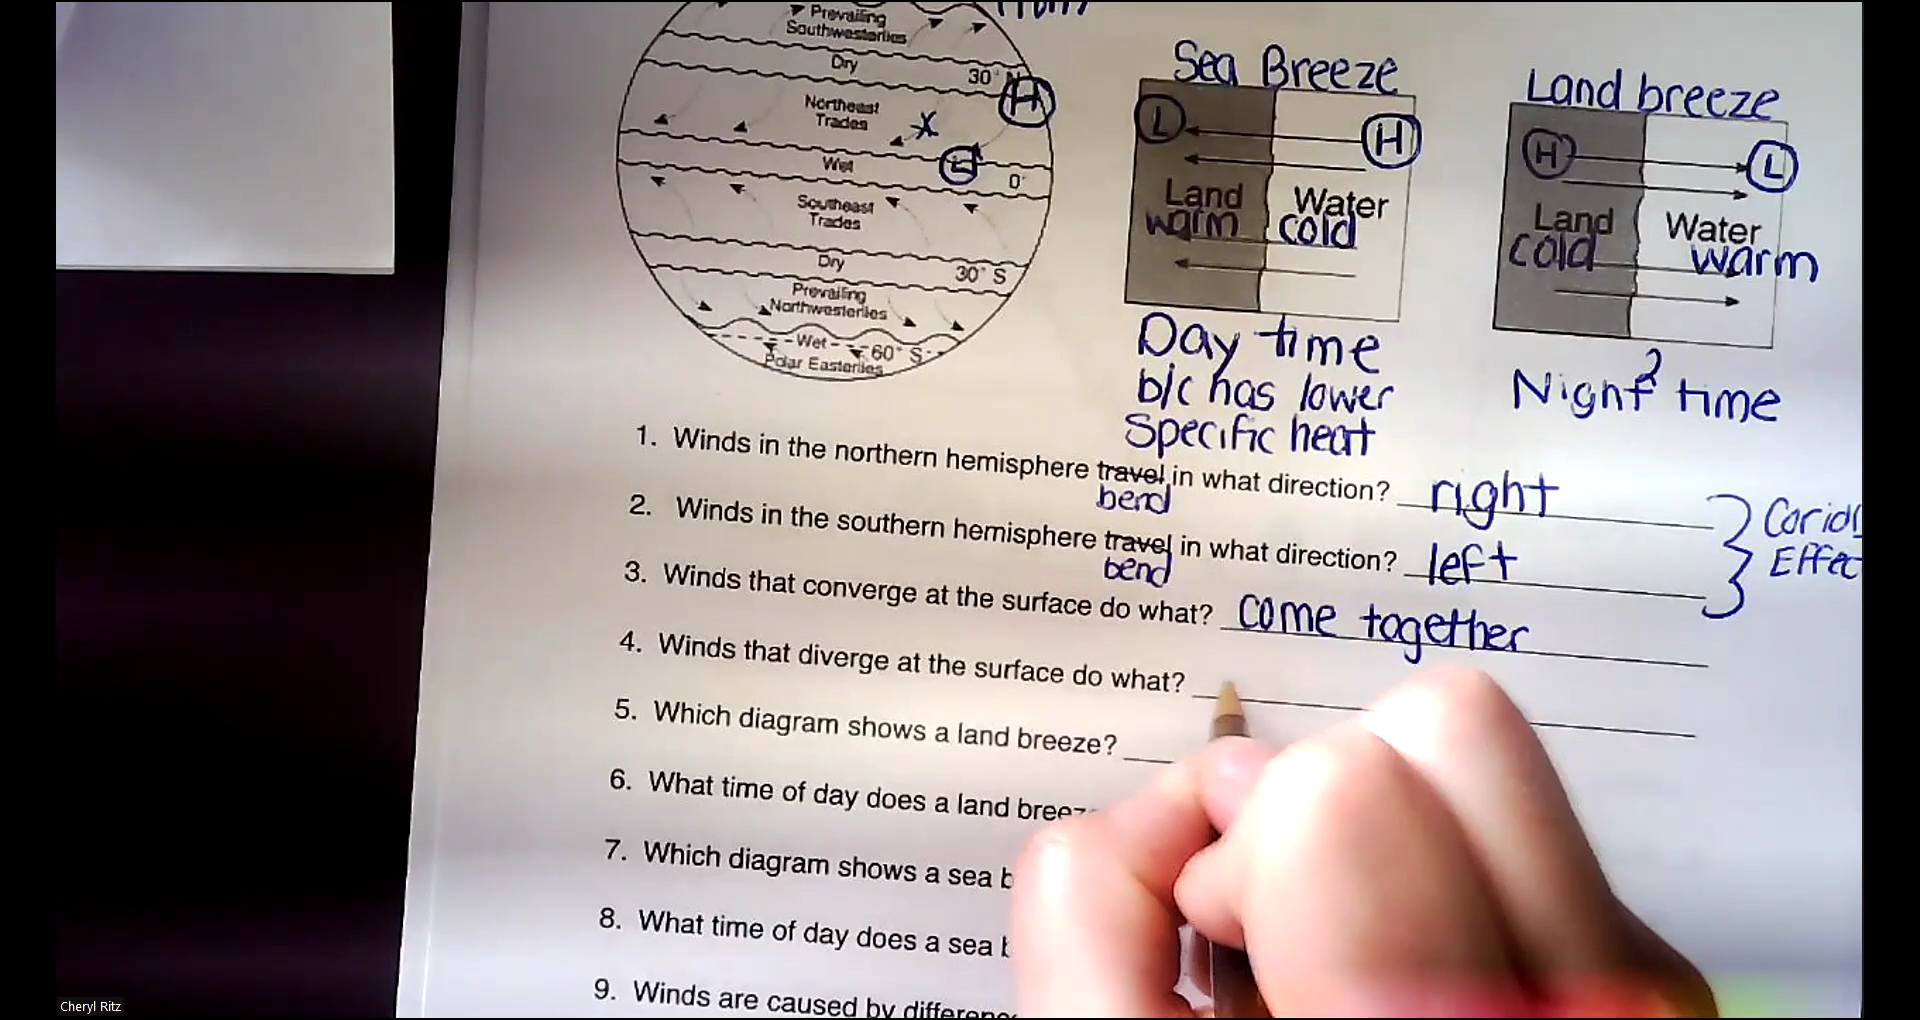 Prevailing
Southwesterlies
Dry
30° N
H
Northeast
Trades
X
Wet
L
0°
Southeast
Trades
Dry
30° S
Prevailing
Northwesterlies
Wet
60° S
Polar Easterlies
Sea Breeze
L
H
Land
Water
warm
cold
Day time
b/c has lower
Specific heat
Land breeze
H
L
Land
Water
cold
warm
2
Night time
1. Winds in the northern hemisphere travel in what direction? right
bend
2. Winds in the southern hemisphere travel in what direction? left
bend
Effec
3. Winds that converge at the surface do what? come together
4. Winds that diverge at the surface do what?
5. Which diagram shows a land breeze?
6. What time of day does a land breez
7. Which diagram shows a sea b
8. What time of day does a sea b
9. Winds are caused by differenc
Cheryl Ritz